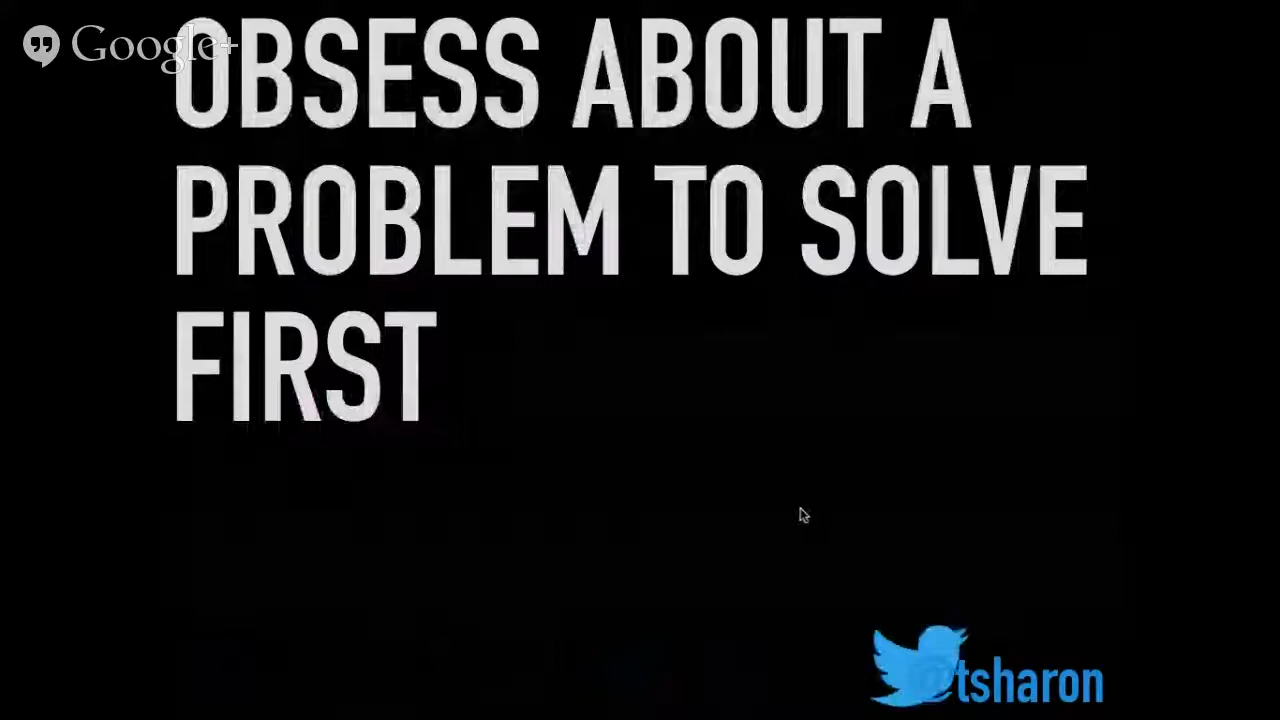 Google+
OBSESS ABOUT A
PROBLEM TO SOLVE
FIRST
@tsharon